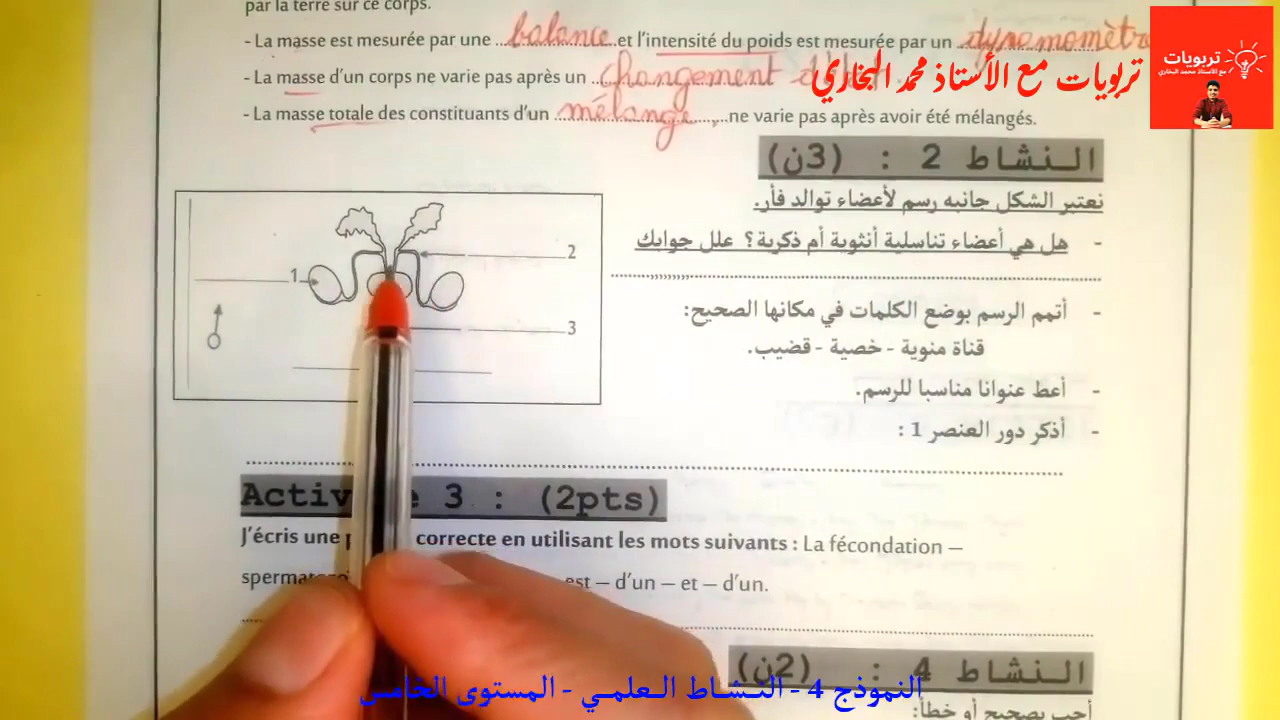 par la terre sur ce corps.
- La masse est mesurée par une balance et l'intensité du poids est mesurée par un dynamomètr
- La masse d'un corps ne varie pas après un changement
- La masse totale des constituants d'un mélange, ne varie pas après avoir été mélangés.
تربويات مع الأستاذ محمد البخاري
تربويات
مع الأستاذ محمد البخاري
النشاط 2 : (3ن)
نعتبر الشكل جانبه رسم لأعضاء توالد فأر.
- هل هي أعضاء تناسلية أنثوية أم ذكرية؟ علل جوابك
- أتمم الرسم بوضع الكلمات في مكانها الصحيح:
قناة منوية - خصية - قضيب.
- أعط عنوانا مناسبا للرسم.
- أذكر دور العنصر 1 :
1
2
3
Activ e 3 : (2pts)
J'écris une p correcte en utilisant les mots suivants : La fécondation –
est – d'un – et – d'un.
النشاط 4 : (2ن)
أجب بصحيح أو خطأ:
النموذج 4 - النشاط العلمي - المستوى الخامس